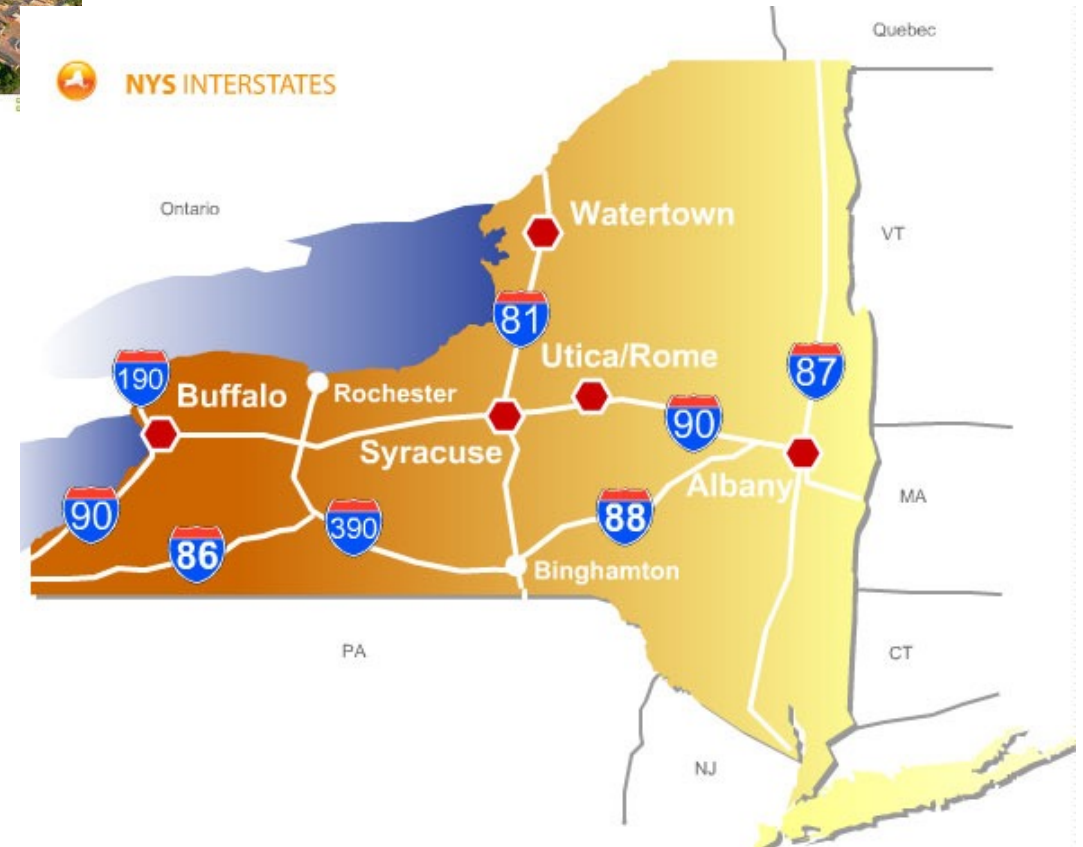 Quebec
NYS INTERSTATES
Ontario
Watertown
VT
81
Utica/Rome
87
190
Buffalo
Rochester
90
Syracuse
Albany
MA
90
390
88
86
Binghamton
PA
CT
NJ